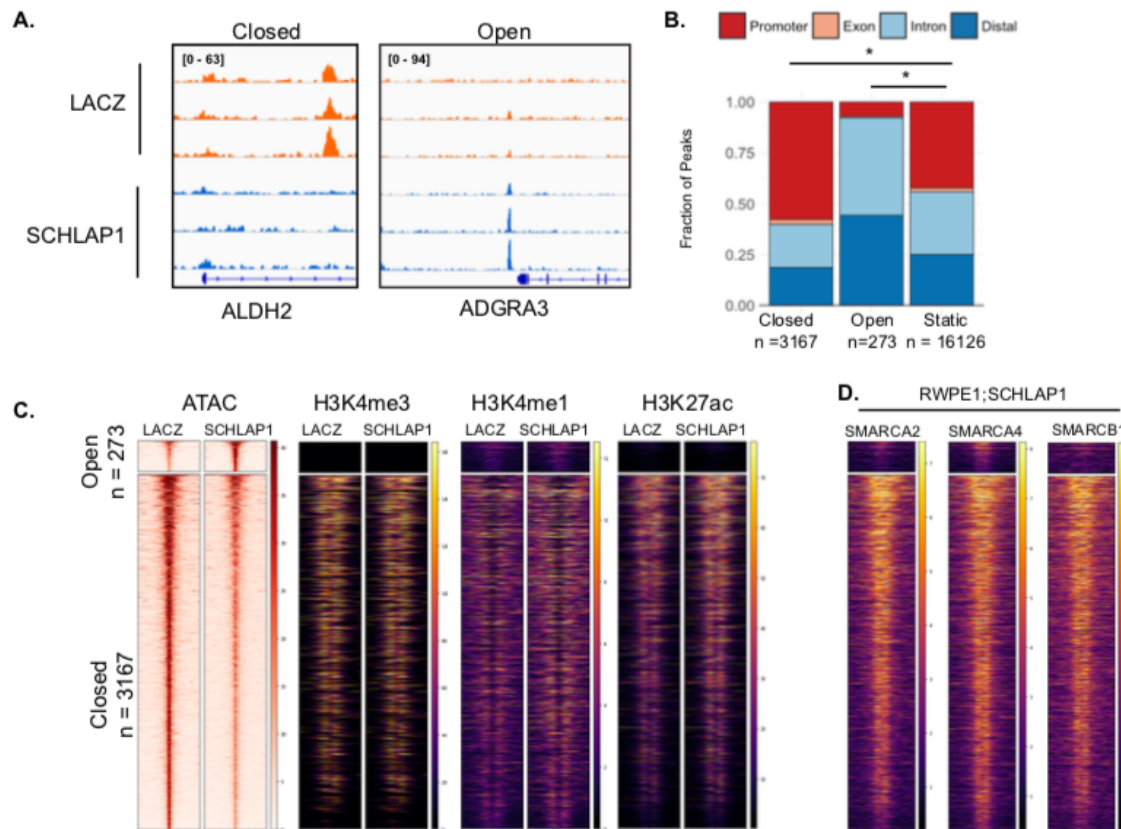 A.
Closed
Open
[0 - 63]
[0 - 94]
LACZ
SCHLAP1
ALDH2
ADGRA3
B.
Promoter Exon Intron Distal
*
*
Fraction of Peaks
1.00
0.75
0.50
0.25
0.00
Closed Open Static
n =3167 n=273 n = 16126
C.
ATAC H3K4me3 H3K4me1 H3K27ac
LACZ SCHLAP1 LACZ SCHLAP1 LACZ SCHLAP1 LACZ SCHLAP1
Open
n = 273
Closed
n = 3167
D.
RWPE1;SCHLAP1
SMARCA2 SMARCA4 SMARCB1